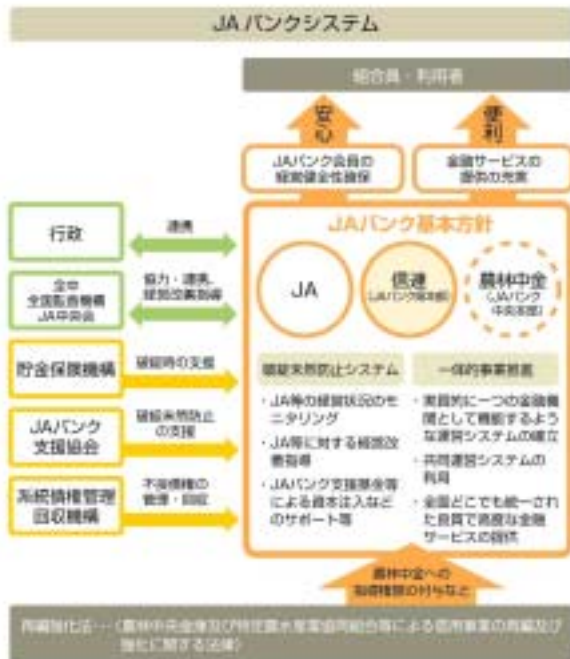 JAバンクシステム
組合員・利用者
安心
便利
JAバンク会員の
経営健全性確保
金融サービスの
提供の充実
JAバンク基本方針
行政
連携
全中
全国監査機構
JA中央会
協力・連携、
経営改善指導
JA
信連
(JAバンク県本部)
農林中金
(JAバンク
中央本部)
貯金保険機構
破綻時の支援
JAバンク
支援協会
破綻未然防止
の支援
系統債権管理
回収機構
不良債権の
管理・回収
破綻未然防止システム
・JA等の経営状況のモ
ニタリング
・JA等に対する経営改
善指導
・JAバンク支援基金等
による資本注入などの
サポート等
一体的事業推進
・実質的に一つの金融機
関として機能するよう
な運営システムの確立
・共同運営システムの
利用
・全国どこでも統一され
た良質で高度な金融
サービスの提供
農林中金への
指導権限の付与など
再編強化法…(農林中央金庫及び特定農水産業協同組合等による信用事業の再編及び
強化に関する法律)